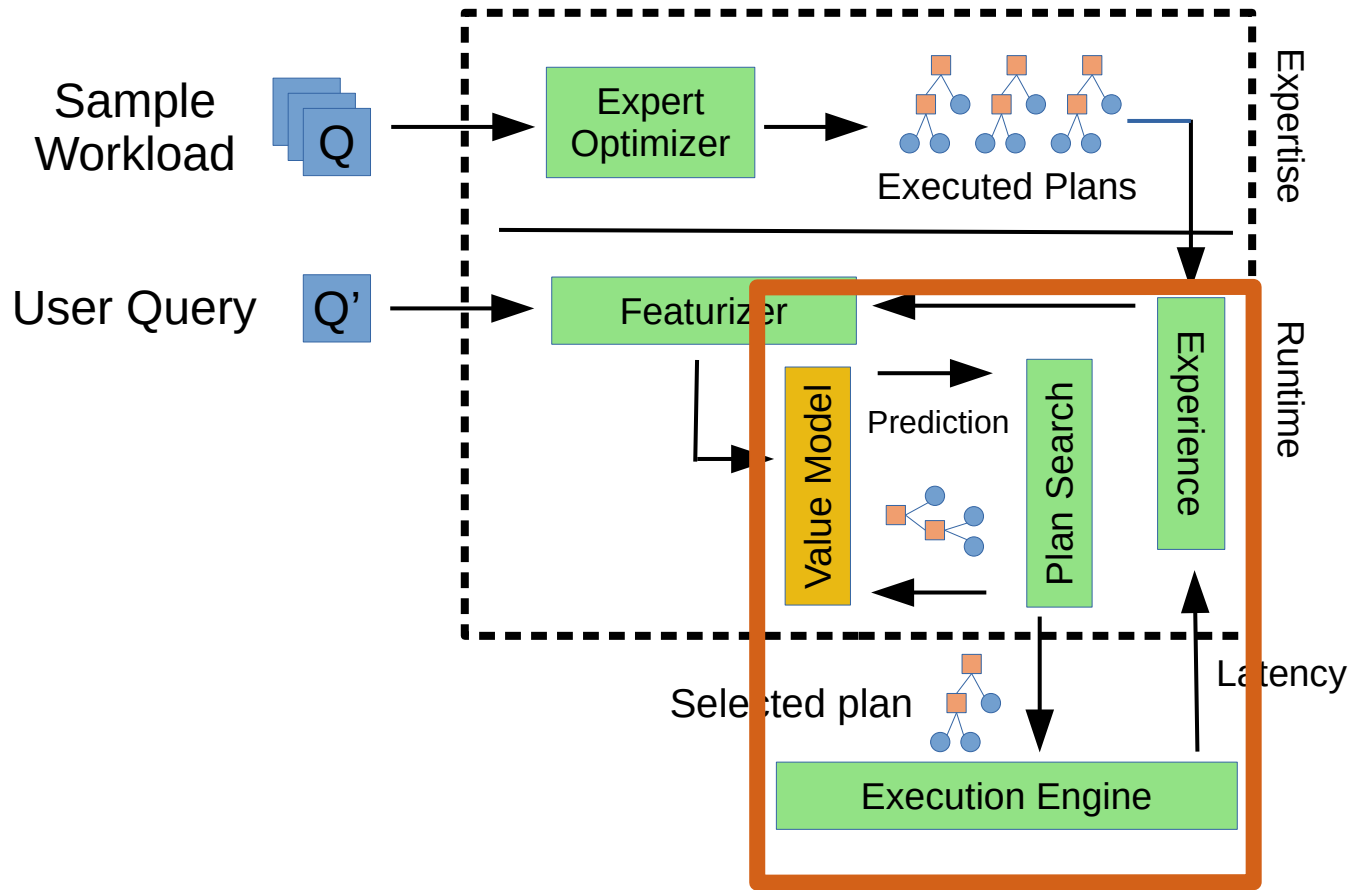 Sample
Workload
Q
Expert
Optimizer
Executed Plans
Expertise
User Query
Q’
Featurizer
Value Model
Prediction
Plan Search
Experience
Runtime
Selected plan
Latency
Execution Engine